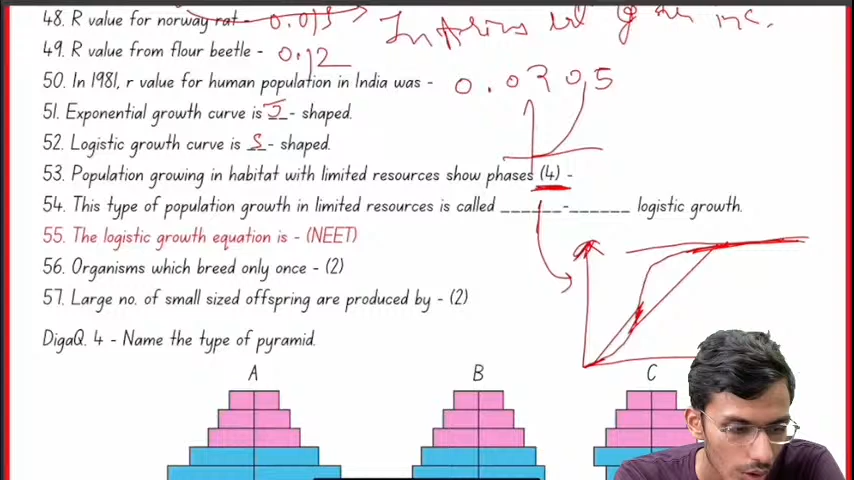 48. R value for norway rat - 0.015 Intrins
49. R value from flour beetle - 0.12
50. In 1981, r value for human population in India was - 0.0205
51. Exponential growth curve is J - shaped.
52. Logistic growth curve is S - shaped.
53. Population growing in habitat with limited resources show phases (4) -
54. This type of population growth in limited resources is called ______-______ logistic growth.
55. The logistic growth equation is - (NEET)
56. Organisms which breed only once - (2)
57. Large no. of small sized offspring are produced by - (2)
DigaQ. 4 - Name the type of pyramid.
A B C